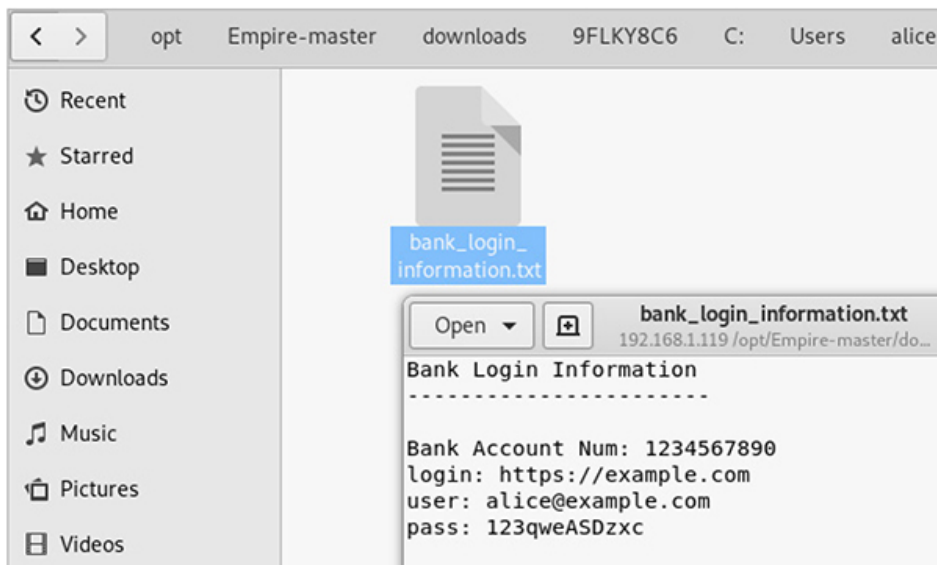 opt Empire-master downloads 9FLKY8C6 C: Users alice
Recent
Starred
Home
Desktop
Documents
Downloads
Music
Pictures
Videos
bank_login_
information.txt
Open
bank_login_information.txt
192.168.1.119 /opt/Empire-master/do...
Bank Login Information
------------------------
Bank Account Num: 1234567890
login: https://example.com
user: alice@example.com
pass: 123qweASDzxc